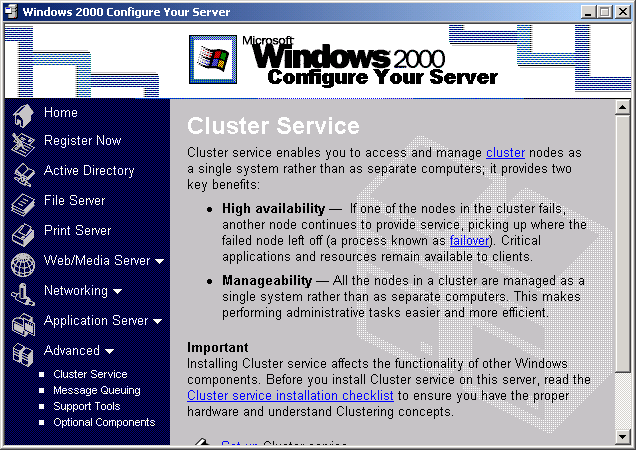 Windows 2000 Configure Your Server
Microsoft
Windows 2000
Configure Your Server
Home
Register Now
Active Directory
File Server
Print Server
Web/Media Server
Networking
Application Server
Advanced
Cluster Service
Message Queuing
Support Tools
Optional Components
Cluster Service
Cluster service enables you to access and manage cluster nodes as
a single system rather than as separate computers; it provides two
key benefits:
• High availability — If one of the nodes in the cluster fails,
another node continues to provide service, picking up where the
failed node left off (a process known as failover). Critical
applications and resources remain available to clients.
• Manageability — All the nodes in a cluster are managed as a
single system rather than as separate computers. This makes
performing administrative tasks easier and more efficient.
Important
Installing Cluster service affects the functionality of other Windows
components. Before you install Cluster service on this server, read the
Cluster service installation checklist to ensure you have the proper
hardware and understand Clustering concepts.
Set up Cluster service